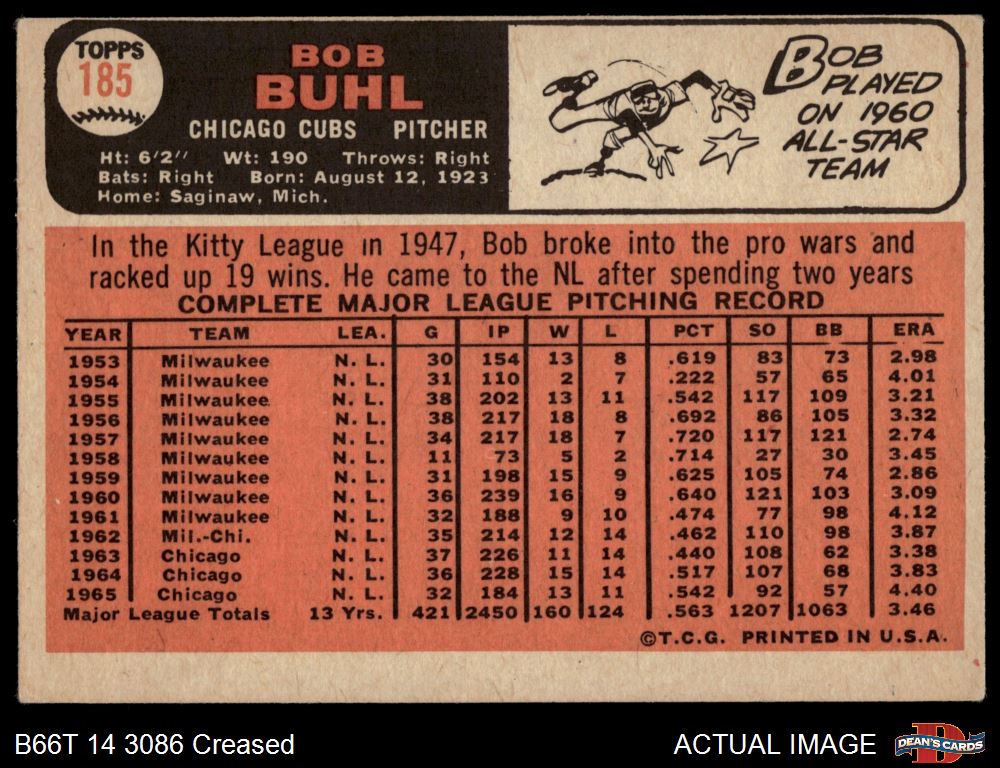 TOPPS
185
BOB
BUHL
CHICAGO CUBS PITCHER
Ht: 6'2" Wt: 190 Throws: Right
Bats: Right Born: August 12, 1923
Home: Saginaw, Mich.
BOB
PLAYED
ON 1960
ALL-STAR
TEAM
In the Kitty League in 1947, Bob broke into the pro wars and
racked up 19 wins. He came to the NL after spending two years
COMPLETE MAJOR LEAGUE PITCHING RECORD
YEAR TEAM LEA. G IP W L PCT SO BB ERA
1953 Milwaukee N. L. 30 154 13 8 .619 83 73 2.98
1954 Milwaukee N. L. 31 110 2 7 .222 57 65 4.01
1955 Milwaukee N. L. 38 202 13 11 .542 117 109 3.21
1956 Milwaukee N. L. 38 217 18 8 .692 86 105 3.32
1957 Milwaukee N. L. 34 217 18 7 .720 117 121 2.74
1958 Milwaukee N. L. 11 73 5 2 .714 27 30 3.45
1959 Milwaukee N. L. 31 198 15 9 .625 105 74 2.86
1960 Milwaukee N. L. 36 239 16 9 .640 121 103 3.09
1961 Milwaukee N. L. 32 188 9 10 .474 77 98 4.12
1962 Mil.-Chi. N. L. 35 214 12 14 .462 110 98 3.87
1963 Chicago N. L. 37 226 11 14 .440 108 62 3.38
1964 Chicago N. L. 36 228 15 14 .517 107 68 3.83
1965 Chicago N. L. 32 184 13 11 .542 92 57 4.40
Major League Totals 13 Yrs. 421 2450 160 124 .563 1207 1063 3.46
©T.C.G. PRINTED IN U.S.A.
B66T 14 3086 Creased
ACTUAL IMAGE
D
DEAN'S CARDS